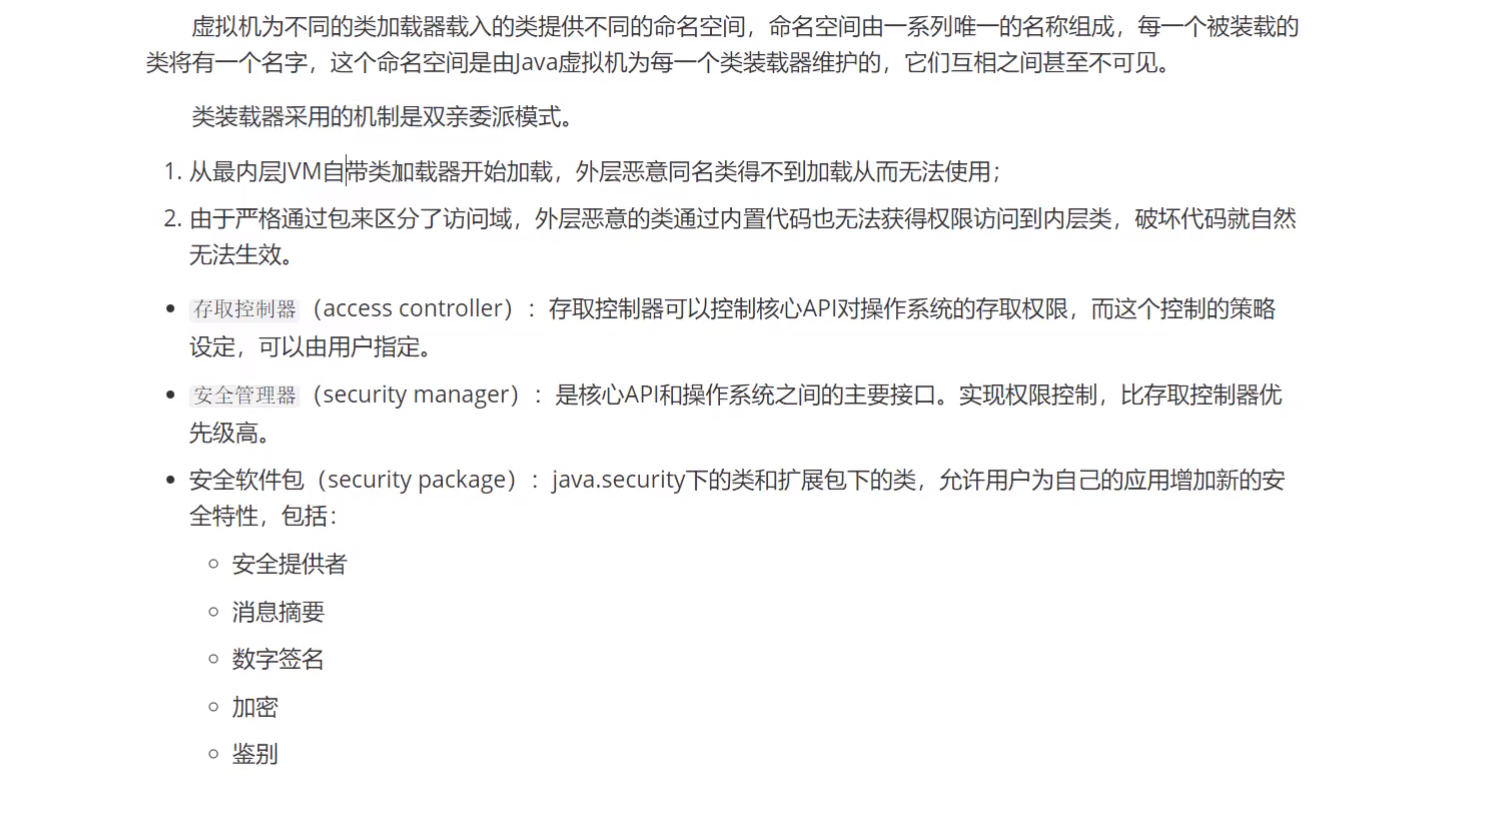 虚拟机为不同的类加载器载入的类提供不同的命名空间，命名空间由一系列唯一的名称组成，每一个被装载的
类将有一个名字，这个命名空间是由Java虚拟机为每一个类装载器维护的，它们互相之间甚至不可见。
类装载器采用的机制是双亲委派模式。
1. 从最内层JVM自带类加载器开始加载，外层恶意同名类得不到加载从而无法使用；
2. 由于严格通过包来区分了访问域，外层恶意的类通过内置代码也无法获得权限访问到内层类，破坏代码就自然
无法生效。
• 存取控制器（access controller）：存取控制器可以控制核心API对操作系统的存取权限，而这个控制的策略
设定，可以由用户指定。
• 安全管理器（security manager）：是核心API和操作系统之间的主要接口。实现权限控制，比存取控制器优
先级高。
• 安全软件包（security package）：java.security下的类和扩展包下的类，允许用户为自己的应用增加新的安
全特性，包括：
◦ 安全提供者
◦ 消息摘要
◦ 数字签名
◦ 加密
◦ 鉴别